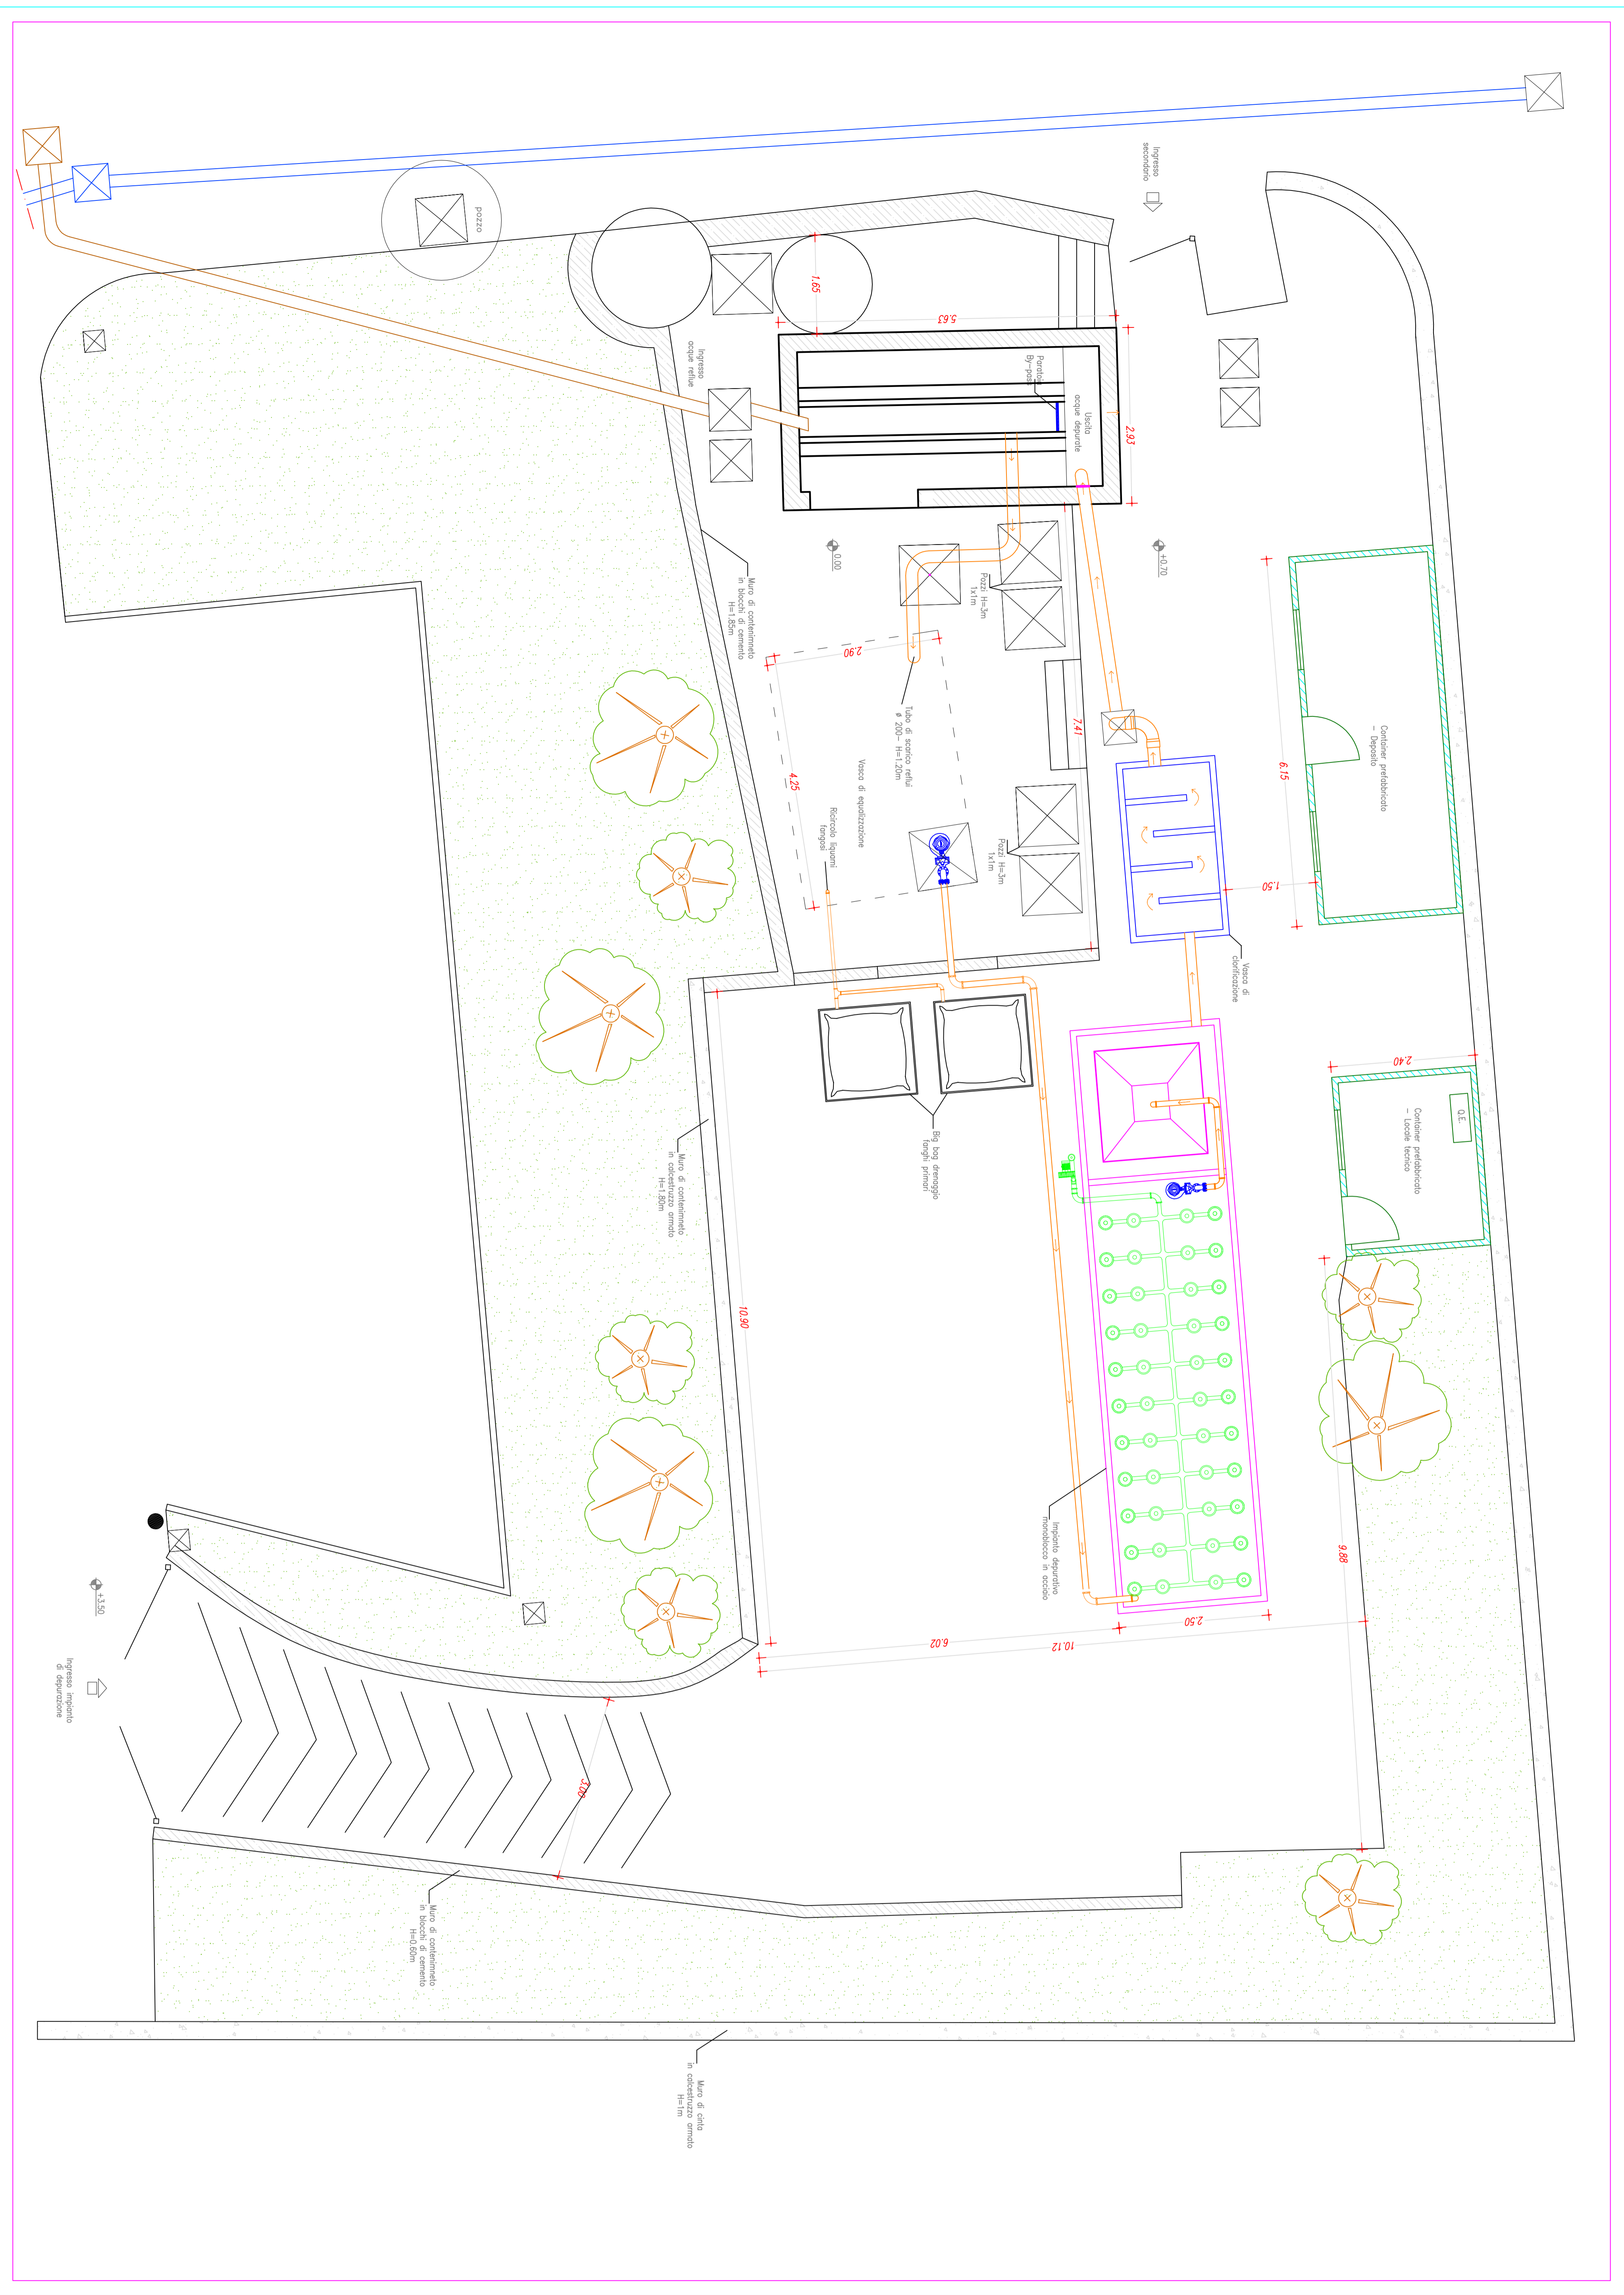 Ingresso
secondario
pozzo
1.65
5.63
Ingresso
acque reflue
Paratoia
By-pass
Uscita
acque depurate
2.93
0.00
+0.70
Pozzi H=3m
1x1m
Muro di contenimneto
in blocchi di cemento
H=1.85m
2.90
Tubo di scarico reflui
ø 200- H=1.20m
7.41
Container prefabbricato
- Deposito
6.15
4.25
Vasca di equalizzazione
Ricircolo liquami
fangosi
Pozzi H=3m
1x1m
1.50
Vasca di
clorificazione
2.40
Q.E.
Container prefabbricato
- Locale tecnico
Big bag drenaggio
fanghi primari
Muro di contenimneto
in calcestruzzo armato
H=1.80m
10.90
Impianto depurativo
monoblocco in acciaio
9.88
2.50
6.02
10.12
+3.50
Ingresso impianto
di depurazione
3.00
Muro di contenimneto
in blocchi di cemento
H=0.60m
Muro di cinta
in calcestruzzo armato
H=1m